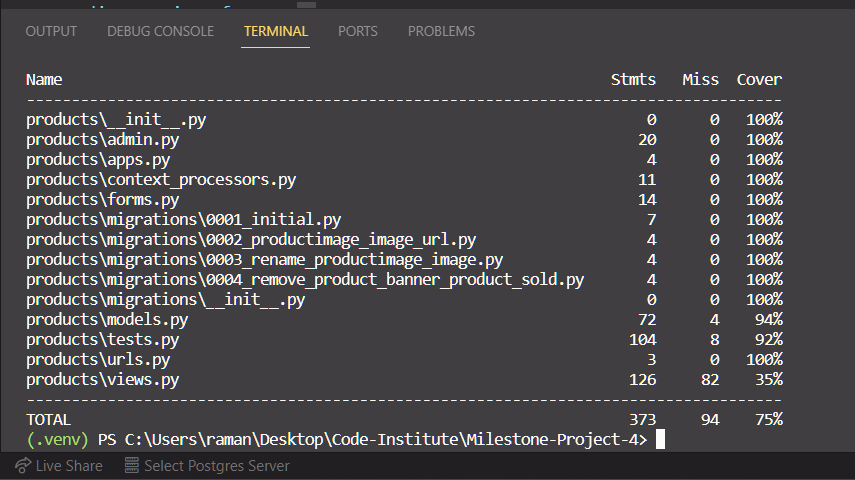 OUTPUT DEBUG CONSOLE TERMINAL PORTS PROBLEMS
Name Stmts Miss Cover
--------------------------------------------------------------------------------
products\__init__.py 0 0 100%
products\admin.py 20 0 100%
products\apps.py 4 0 100%
products\context_processors.py 11 0 100%
products\forms.py 14 0 100%
products\migrations\0001_initial.py 7 0 100%
products\migrations\0002_productimage_image_url.py 4 0 100%
products\migrations\0003_rename_productimage_image.py 4 0 100%
products\migrations\0004_remove_product_banner_product_sold.py 4 0 100%
products\migrations\__init__.py 0 0 100%
products\models.py 72 4 94%
products\tests.py 104 8 92%
products\urls.py 3 0 100%
products\views.py 126 82 35%
--------------------------------------------------------------------------------
TOTAL 373 94 75%
(.venv) PS C:\Users\raman\Desktop\Code-Institute\Milestone-Project-4>
Live Share Select Postgres Server